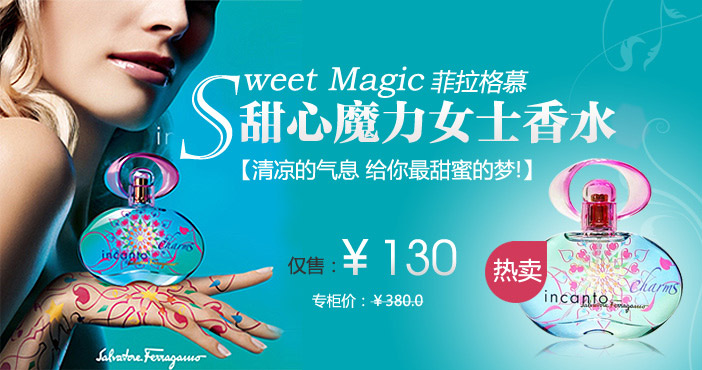 Sweet Magic 菲拉格慕
甜心魔力女士香水
【清凉的气息 给你最甜蜜的梦!】
仅售：￥130
专柜价：￥380.0
热卖
in
incanto
charms
Salvatore Ferragamo
incanto
charms
Salvatore Ferragamo